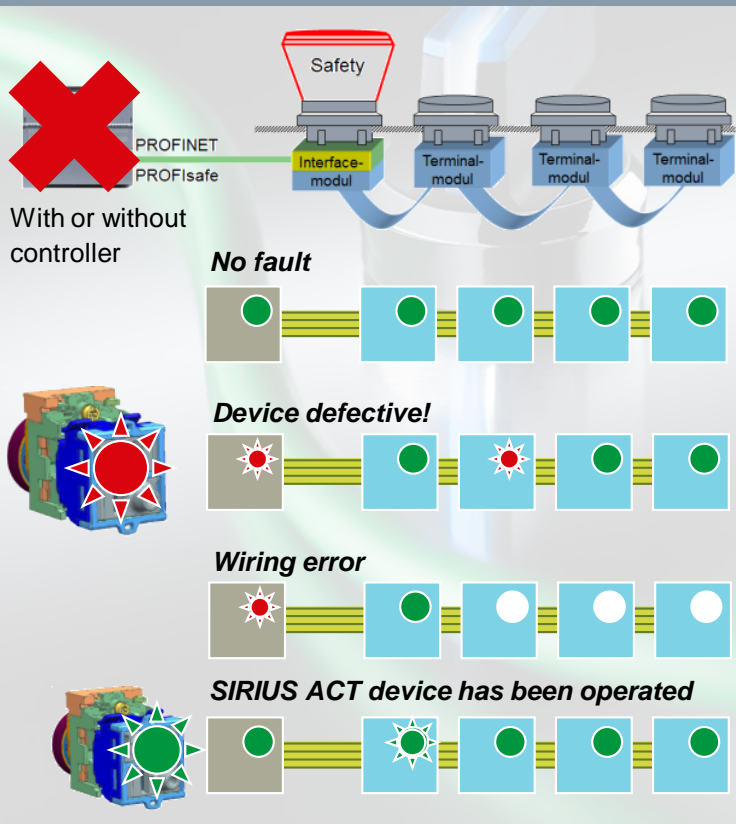 Safety
PROFINET
PROFIsafe
Interface-
modul
Terminal-
modul
Terminal-
modul
Terminal-
modul
With or without
controller
No fault
Device defective!
Wiring error
SIRIUS ACT device has been operated